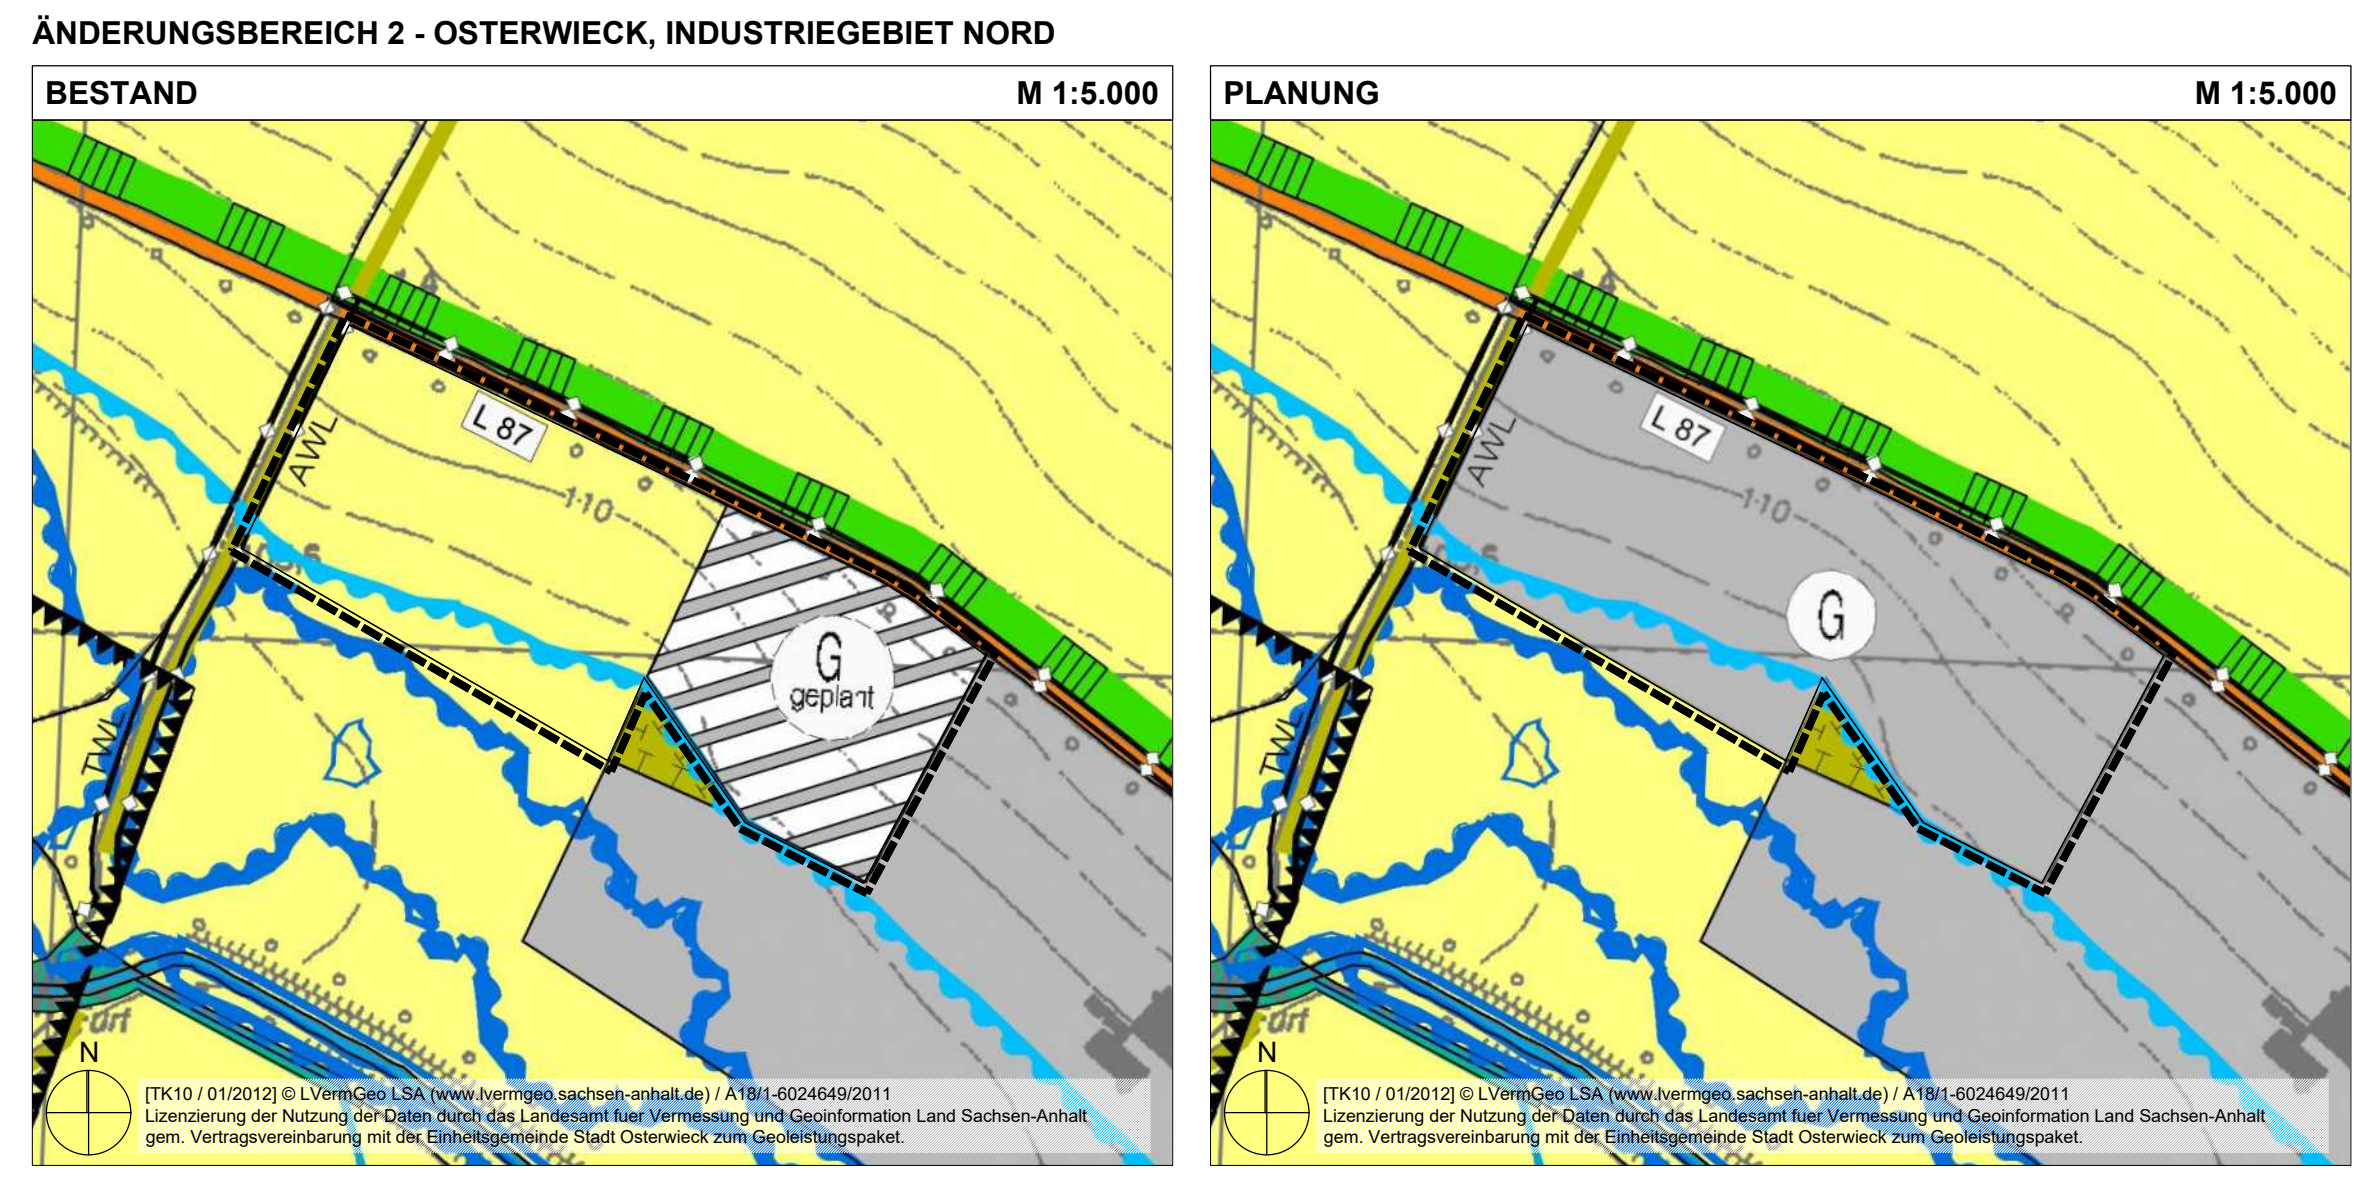 ÄNDERUNGSBEREICH 2 - OSTERWIECK, INDUSTRIEGEBIET NORD
BESTAND
M 1:5.000
L 87
AWL
110
G
geplant
TWL
N
[TK10 / 01/2012] © LVermGeo LSA (www.lvermgeo.sachsen-anhalt.de) / A18/1-6024649/2011
Lizenzierung der Nutzung der Daten durch das Landesamt fuer Vermessung und Geoinformation Land Sachsen-Anhalt
gem. Vertragsvereinbarung mit der Einheitsgemeinde Stadt Osterwieck zum Geoleistungspaket.
PLANUNG
M 1:5.000
L 87
AWL
110
G
TWL
N
[TK10 / 01/2012] © LVermGeo LSA (www.lvermgeo.sachsen-anhalt.de) / A18/1-6024649/2011
Lizenzierung der Nutzung der Daten durch das Landesamt fuer Vermessung und Geoinformation Land Sachsen-Anhalt
gem. Vertragsvereinbarung mit der Einheitsgemeinde Stadt Osterwieck zum Geoleistungspaket.